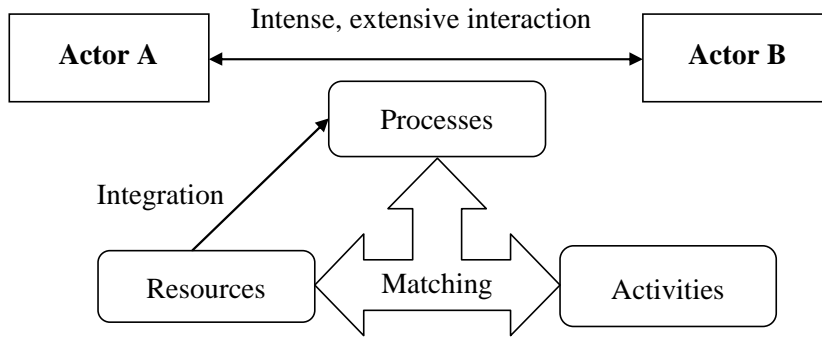 Intense, extensive interaction
Actor A
Actor B
Processes
Integration
Resources
Matching
Activities